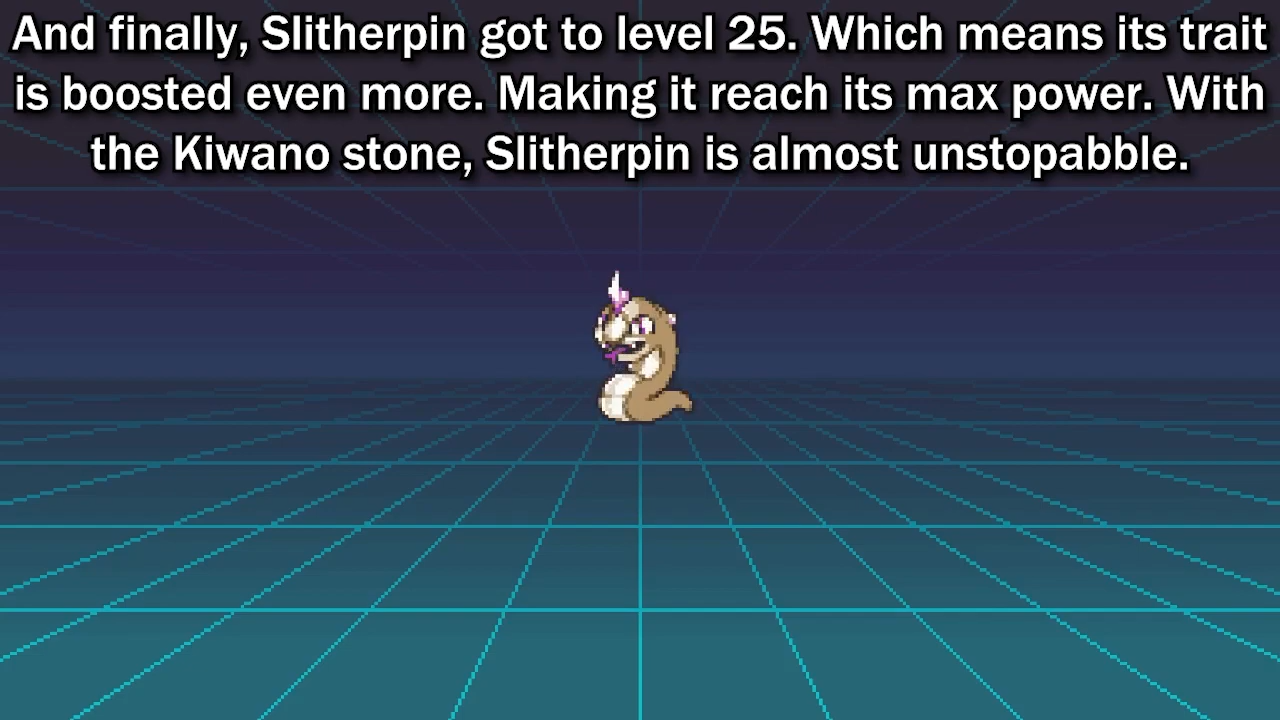 And finally, Slitherpin got to level 25. Which means its trait
is boosted even more. Making it reach its max power. With
the Kiwano stone, Slitherpin is almost unstopabble.